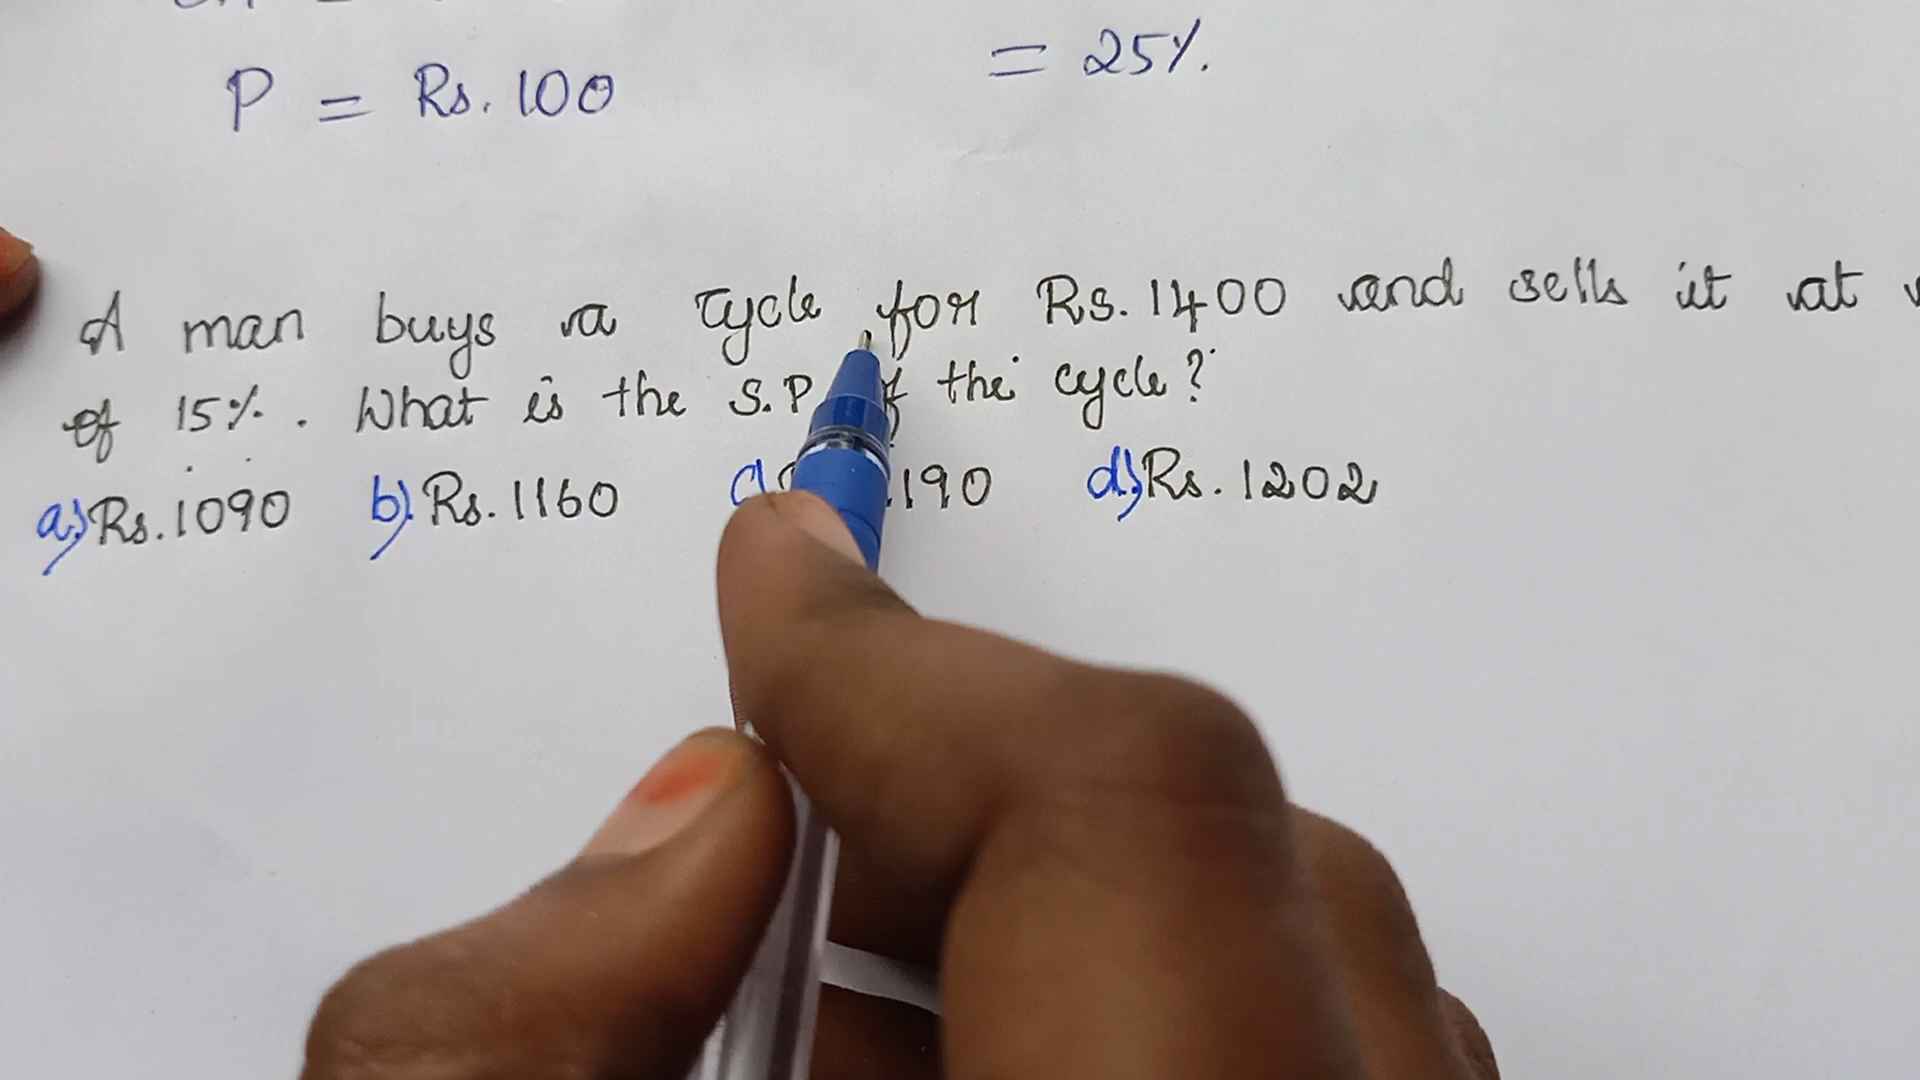 P = Rs. 100
= 25%.
A man buys a cycle for Rs. 1400 and sells it at
of 15%. What is the S.P of the cycle?
a) Rs. 1090 b) Rs. 1160 190 d) Rs. 1202